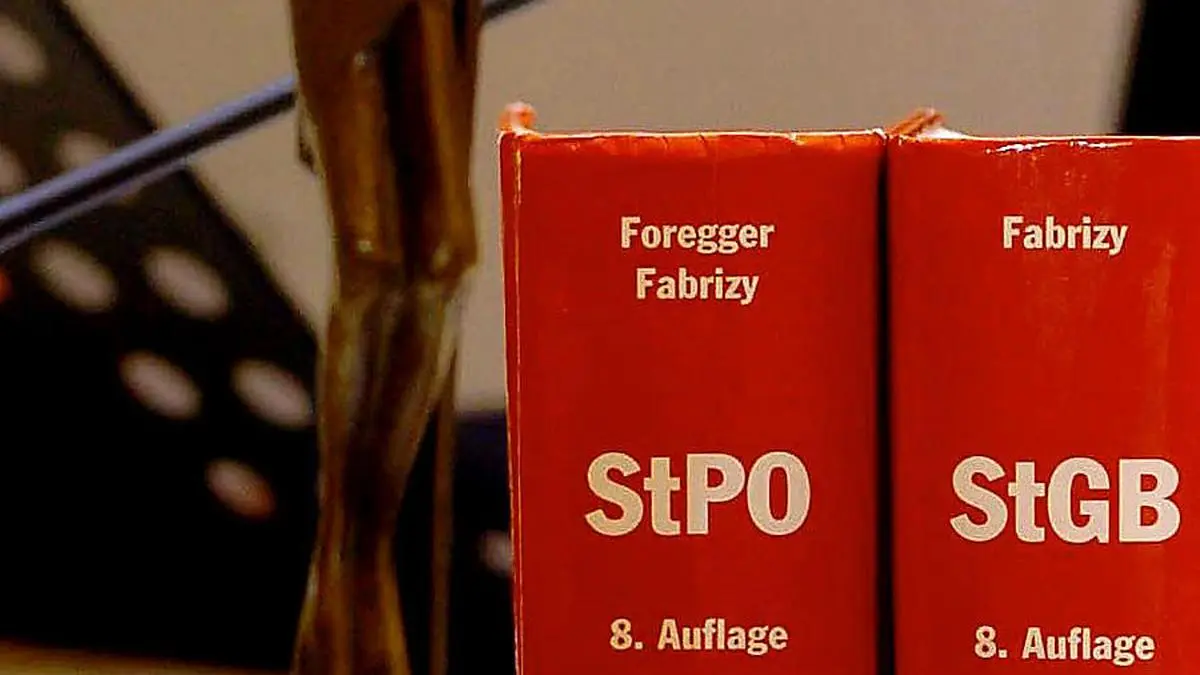 Foregger
Fabrizy
StPO
8. Auflage
Fabrizy
StGB
8. Auflage